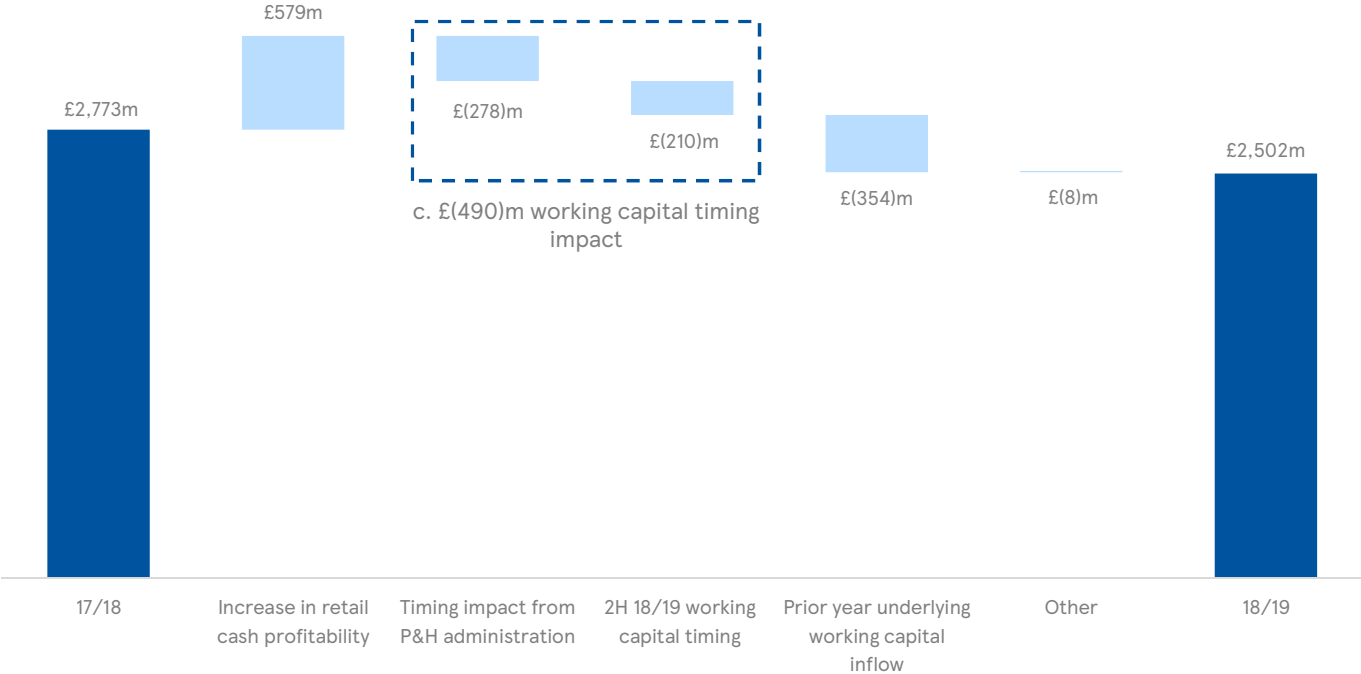 £579m
£2,773m
£(278)m
£(210)m
£2,502m
£(354)m
£(8)m
c. £(490)m working capital timing
impact
17/18
Increase in retail
cash profitability
Timing impact from
P&H administration
2H 18/19 working
capital timing
Prior year underlying
working capital
inflow
Other
18/19